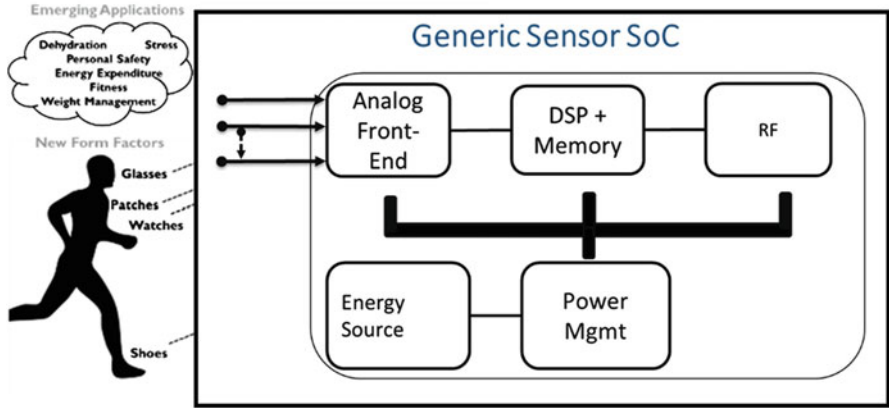 Emerging Applications
Dehydration Stress
Personal Safety
Energy Expenditure
Fitness
Weight Management
New Form Factors
Glasses
Patches
Watches
Shoes
Generic Sensor SoC
Analog
Front-
End
DSP +
Memory
RF
Energy
Source
Power
Mgmt